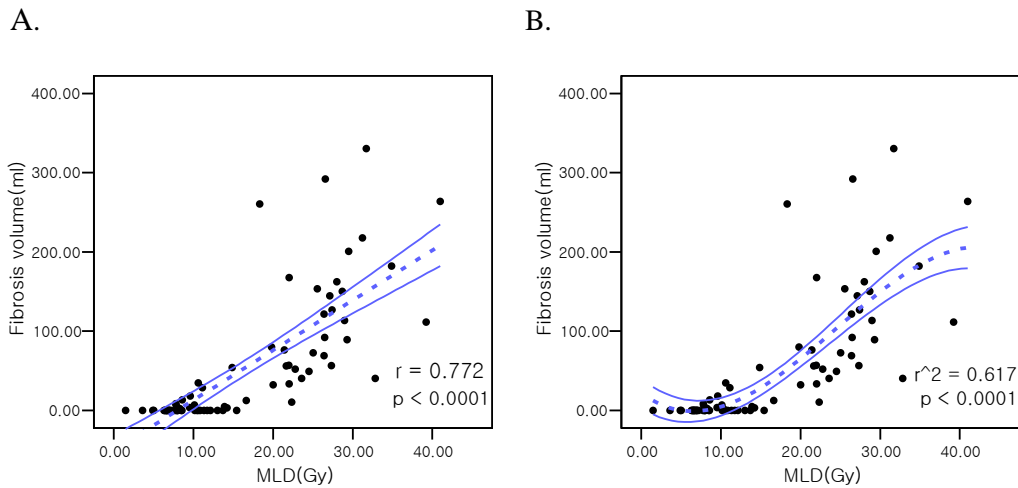 A.
B.
400.00
300.00
200.00
100.00
0.00
Fibrosis volume(ml)
r = 0.772
p < 0.0001
0.00 10.00 20.00 30.00 40.00
MLD(Gy)
400.00
300.00
200.00
100.00
0.00
Fibrosis volume(ml)
r^2 = 0.617
p < 0.0001
0.00 10.00 20.00 30.00 40.00
MLD(Gy)